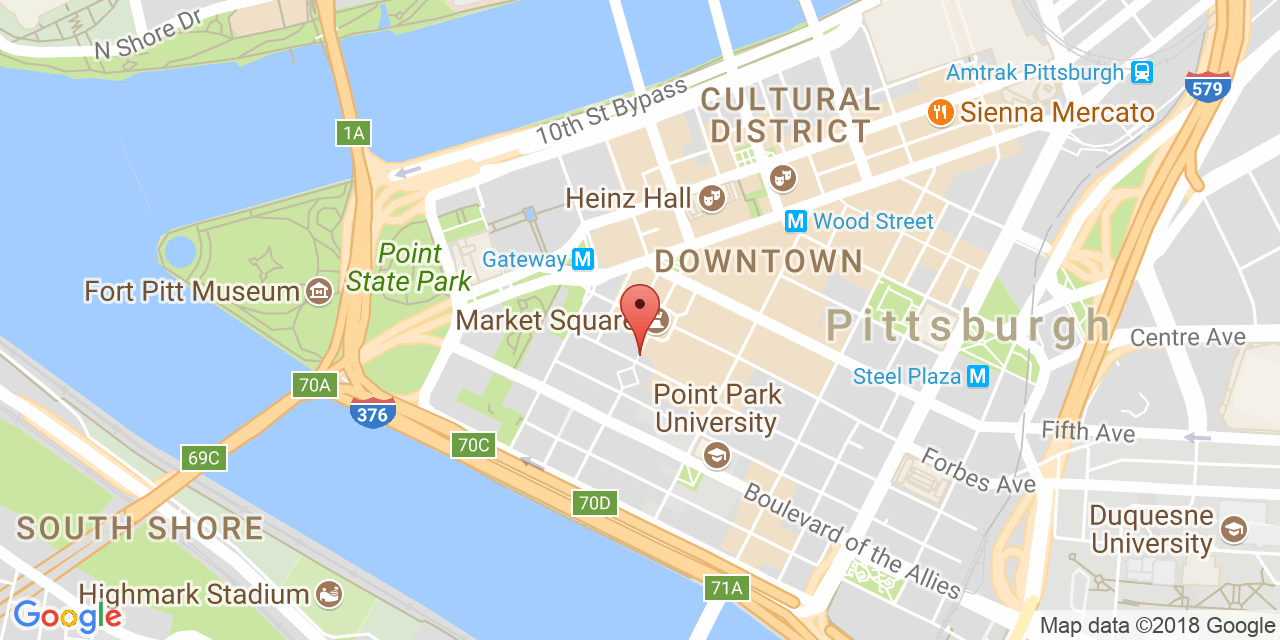 N Shore Dr
1A
10th St Bypass
CULTURAL
DISTRICT
Amtrak Pittsburgh
579
Sienna Mercato
Heinz Hall
M Wood Street
Point
State Park
Gateway M
DOWNTOWN
Fort Pitt Museum
Market Square
Pittsburgh
Centre Ave
Steel Plaza M
70A
376
Point Park
University
Fifth Ave
70C
69C
Forbes Ave
70D
Boulevard of the Allies
SOUTH SHORE
Duquesne
University
71A
Highmark Stadium
Google
Map data ©2018 Google